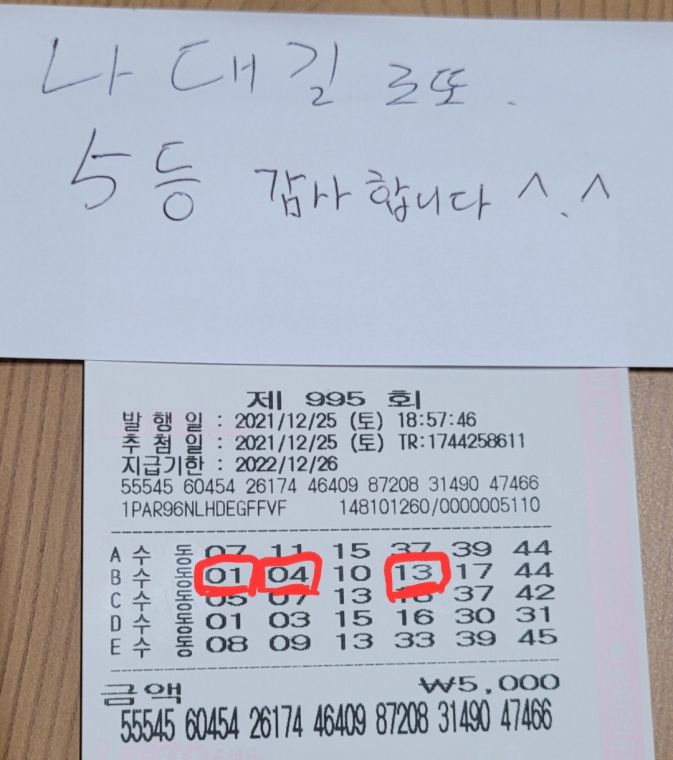 나 대길 로또.
5등 감사합니다 ^.^
제 995 회
발 행 일 : 2021/12/25 (토) 18:57:46
추 첨 일 : 2021/12/25 (토) TR:1744258611
지급기한 : 2022/12/26
55545 60454 26174 46409 87208 31490 47466
1PAR96NLHDEGFFVF 148101260/0000005110
A 수 동 07 11 15 37 39 44
B 수동 01 04 10 13 17 44
C 수동 05 07 13 18 37 42
D 수동 01 03 15 16 30 31
E 수 동 08 09 13 33 39 45
금액 ₩5,000
55545 60454 26174 46409 87208 31490 47466